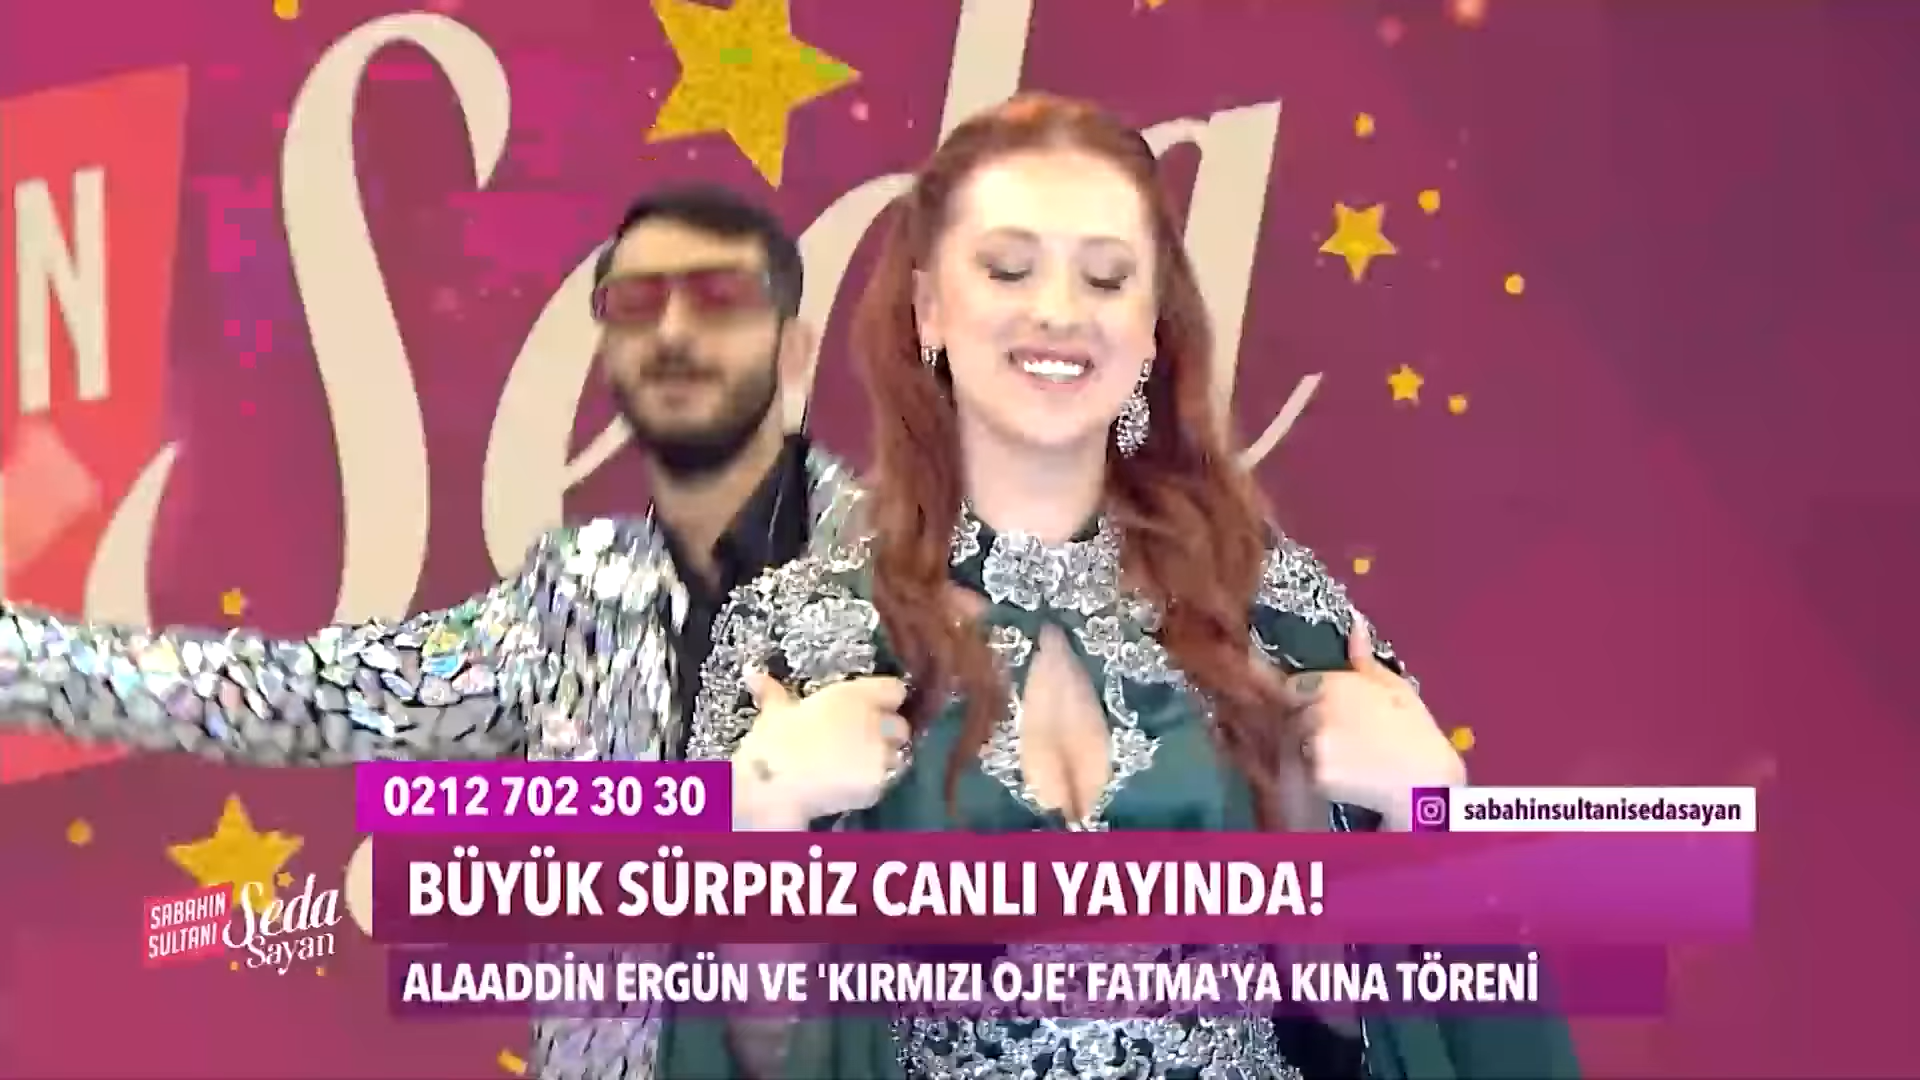 N
Seda
0212 702 30 30
sabahinsultanisedasayan
BÜYÜK SÜRPRİZ CANLI YAYINDA!
SABAHIN
SULTANI
Seda
Sayan
ALAADDİN ERGÜN VE 'KIRMIZI OJE' FATMA'YA KINA TÖRENİ